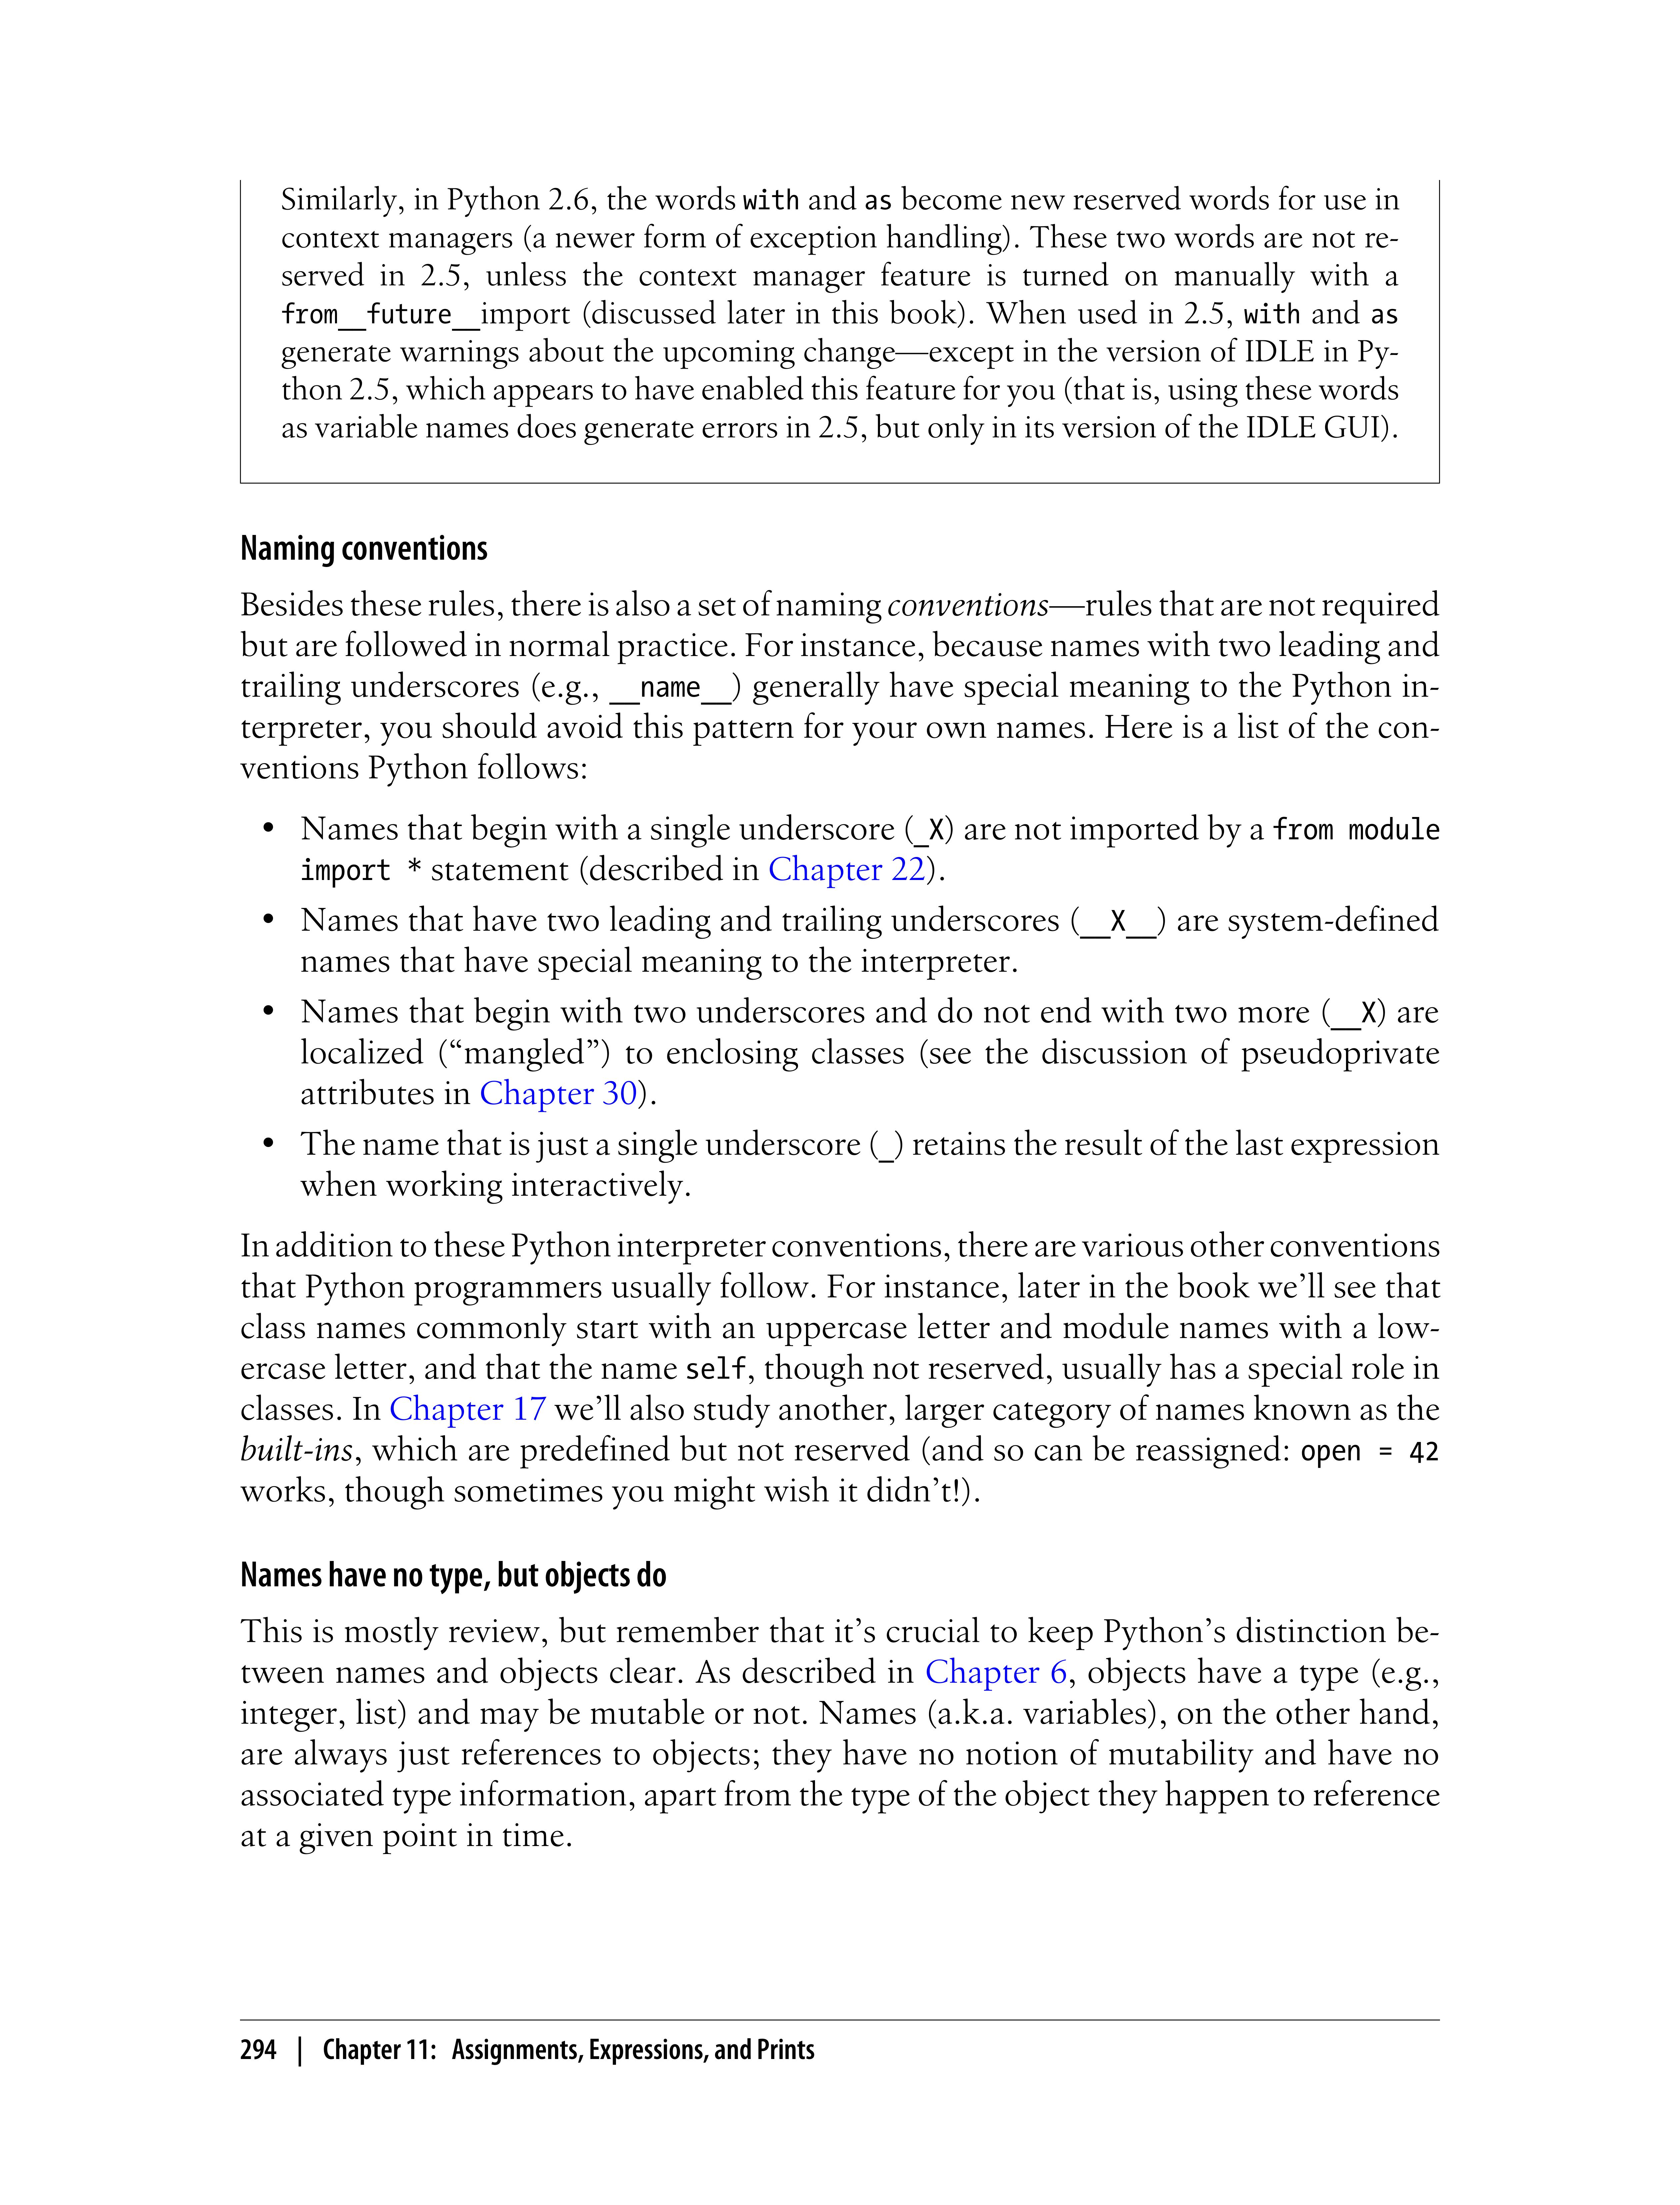 Similarly, in Python 2.6, the words with and as become new reserved words for use in
context managers (a newer form of exception handling). These two words are not re-
served in 2.5, unless the context manager feature is turned on manually with a
from__future__import (discussed later in this book). When used in 2.5, with and as
generate warnings about the upcoming change—except in the version of IDLE in Py-
thon 2.5, which appears to have enabled this feature for you (that is, using these words
as variable names does generate errors in 2.5, but only in its version of the IDLE GUI).
Naming conventions
Besides these rules, there is also a set of naming conventions—rules that are not required
but are followed in normal practice. For instance, because names with two leading and
trailing underscores (e.g., __name__) generally have special meaning to the Python in-
terpreter, you should avoid this pattern for your own names. Here is a list of the con-
ventions Python follows:
• Names that begin with a single underscore (_X) are not imported by a from module
import * statement (described in Chapter 22).
• Names that have two leading and trailing underscores (__X__) are system-defined
names that have special meaning to the interpreter.
• Names that begin with two underscores and do not end with two more (__X) are
localized (“mangled”) to enclosing classes (see the discussion of pseudoprivate
attributes in Chapter 30).
• The name that is just a single underscore (_) retains the result of the last expression
when working interactively.
In addition to these Python interpreter conventions, there are various other conventions
that Python programmers usually follow. For instance, later in the book we’ll see that
class names commonly start with an uppercase letter and module names with a low-
ercase letter, and that the name self, though not reserved, usually has a special role in
classes. In Chapter 17 we’ll also study another, larger category of names known as the
built-ins, which are predefined but not reserved (and so can be reassigned: open = 42
works, though sometimes you might wish it didn’t!).
Names have no type, but objects do
This is mostly review, but remember that it’s crucial to keep Python’s distinction be-
tween names and objects clear. As described in Chapter 6, objects have a type (e.g.,
integer, list) and may be mutable or not. Names (a.k.a. variables), on the other hand,
are always just references to objects; they have no notion of mutability and have no
associated type information, apart from the type of the object they happen to reference
at a given point in time.
294 | Chapter 11: Assignments, Expressions, and Prints